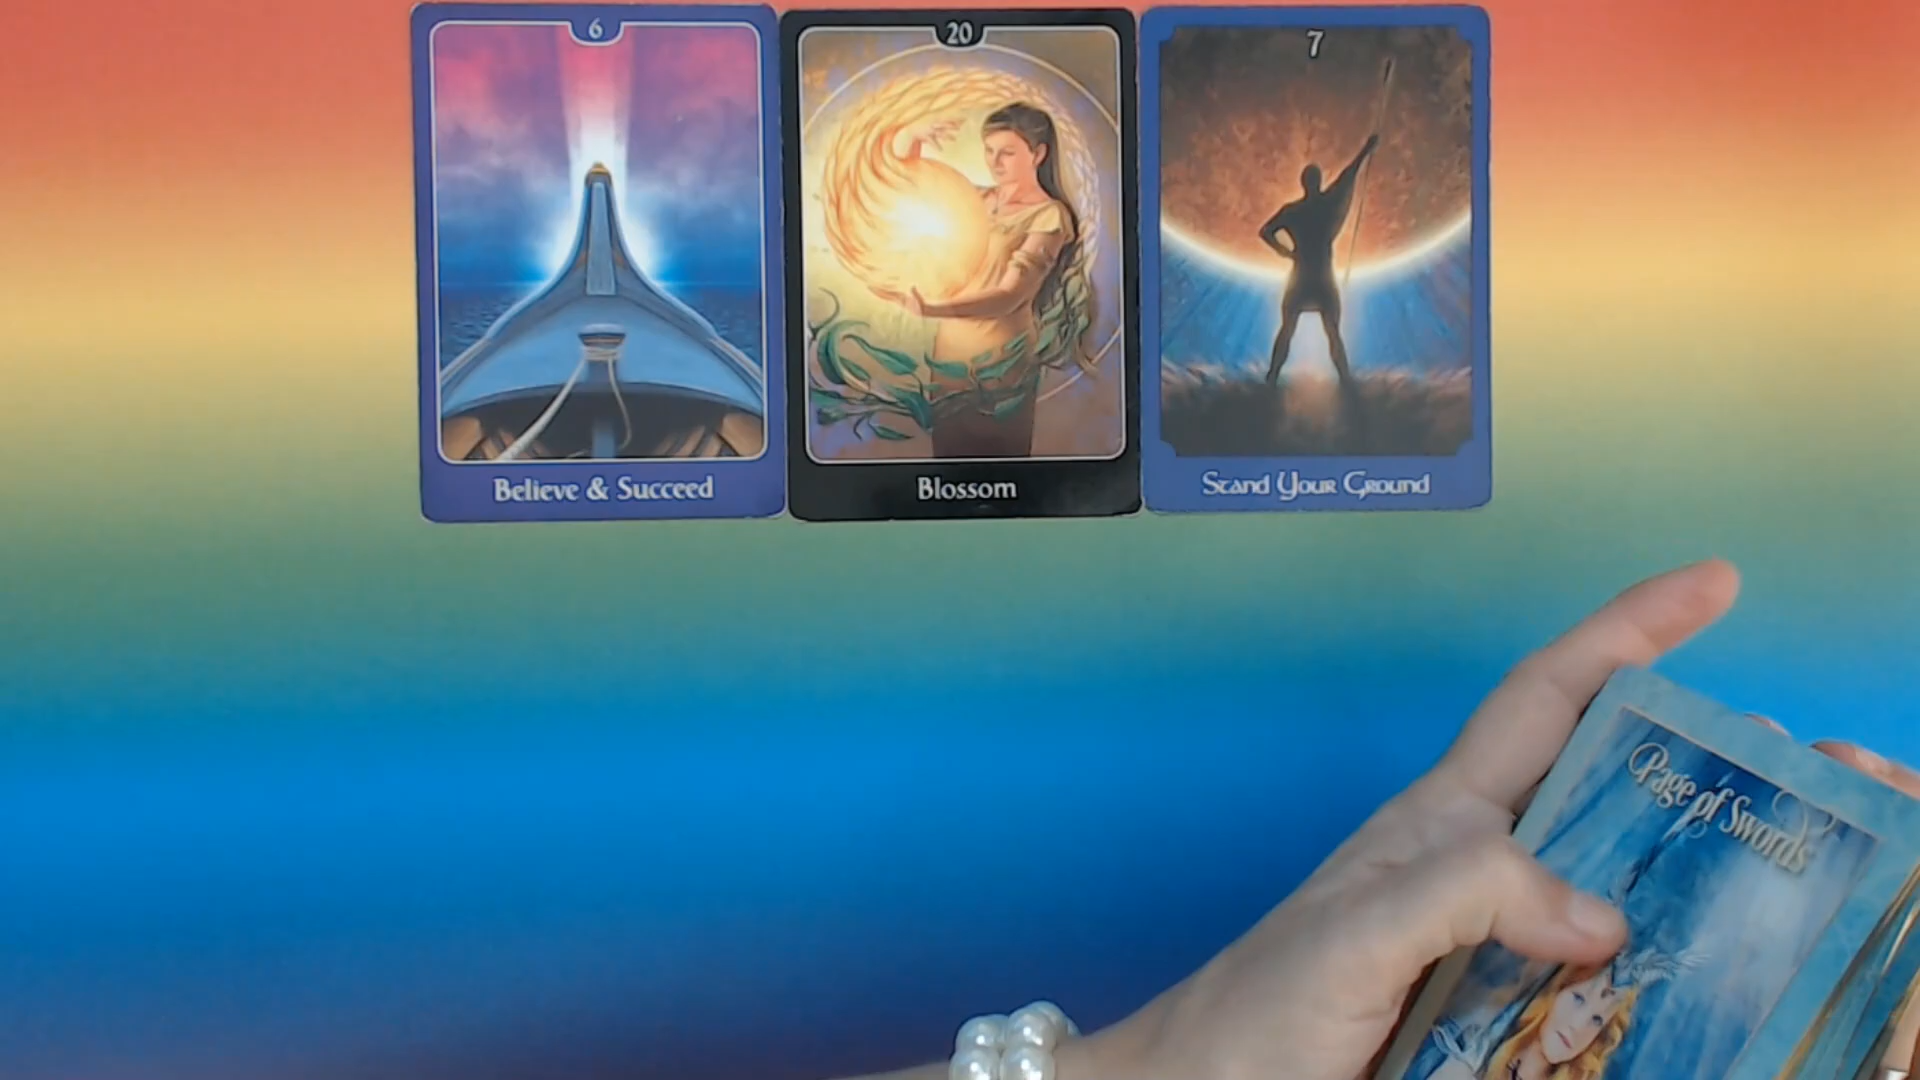 6
20
7
Believe & Succeed
Blossom
Stand Your Ground
Page of Swords